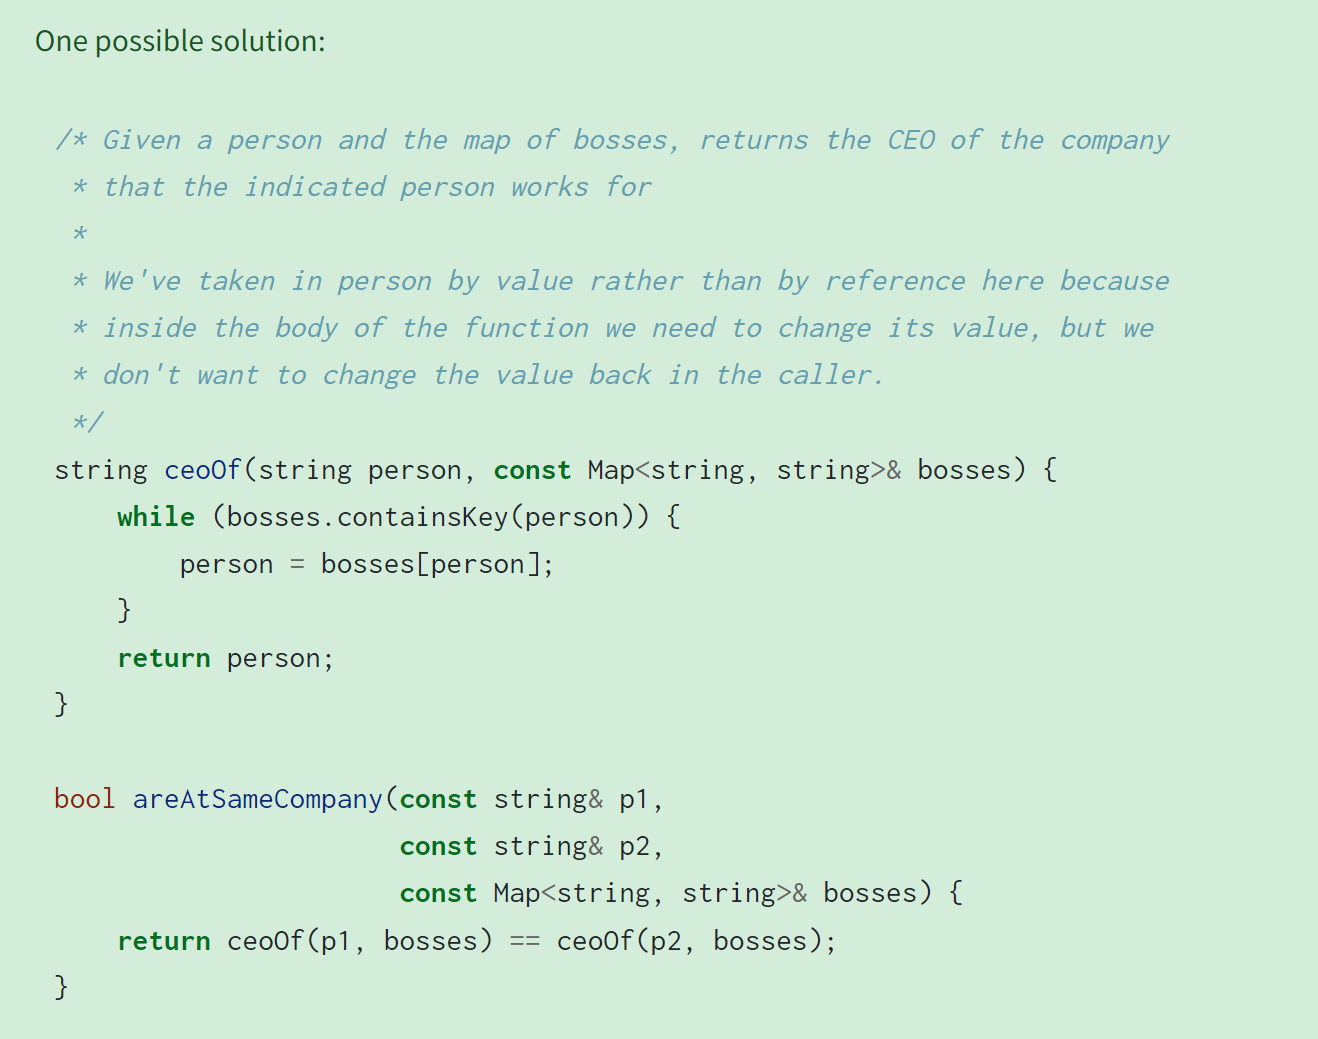 One possible solution:
/* Given a person and the map of bosses, returns the CEO of the company
 * that the indicated person works for
 *
 * We've taken in person by value rather than by reference here because
 * inside the body of the function we need to change its value, but we
 * don't want to change the value back in the caller.
 */
string ceoOf(string person, const Map<string, string>& bosses) {
    while (bosses.containsKey(person)) {
        person = bosses[person];
    }
    return person;
}
bool areAtSameCompany(const string& p1,
                      const string& p2,
                      const Map<string, string>& bosses) {
    return ceoOf(p1, bosses) == ceoOf(p2, bosses);
}